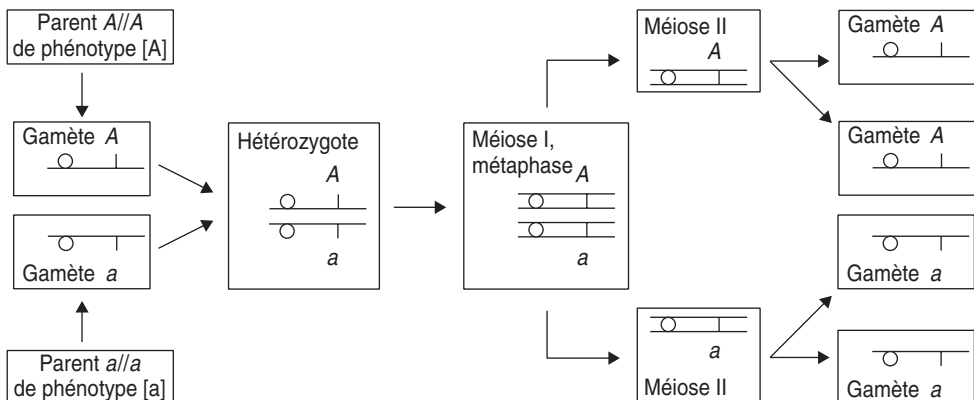 Parent A//A
de phénotype [A]
Gamète A
Gamète a
Parent a//a
de phénotype [a]
Hétérozygote
A
a
Méiose I,
métaphase
A
a
Méiose II
A
a
Méiose II
Gamète A
Gamète A
Gamète a
Gamète a